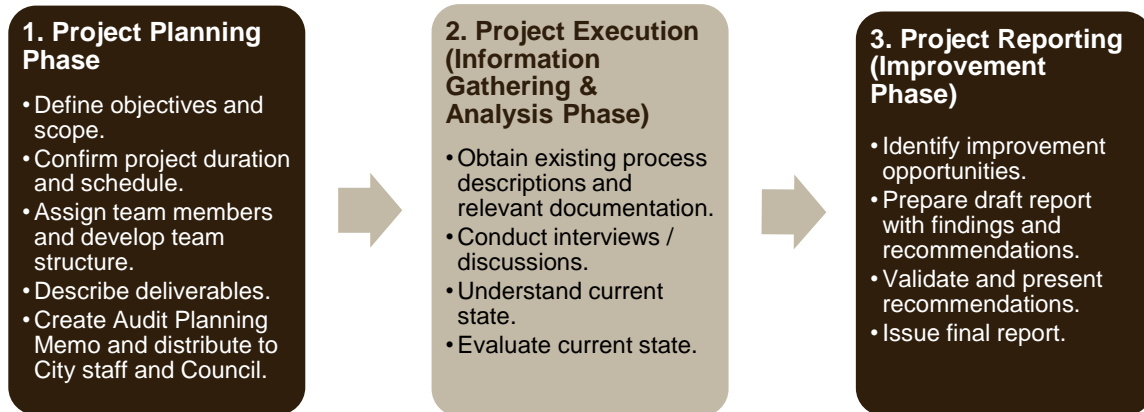 1. Project Planning
Phase
• Define objectives and
scope.
• Confirm project duration
and schedule.
• Assign team members
and develop team
structure.
• Describe deliverables.
• Create Audit Planning
Memo and distribute to
City staff and Council.
2. Project Execution
(Information
Gathering &
Analysis Phase)
• Obtain existing process
descriptions and
relevant documentation.
• Conduct interviews /
discussions.
• Understand current
state.
• Evaluate current state.
3. Project Reporting
(Improvement
Phase)
• Identify improvement
opportunities.
• Prepare draft report
with findings and
recommendations.
• Validate and present
recommendations.
• Issue final report.